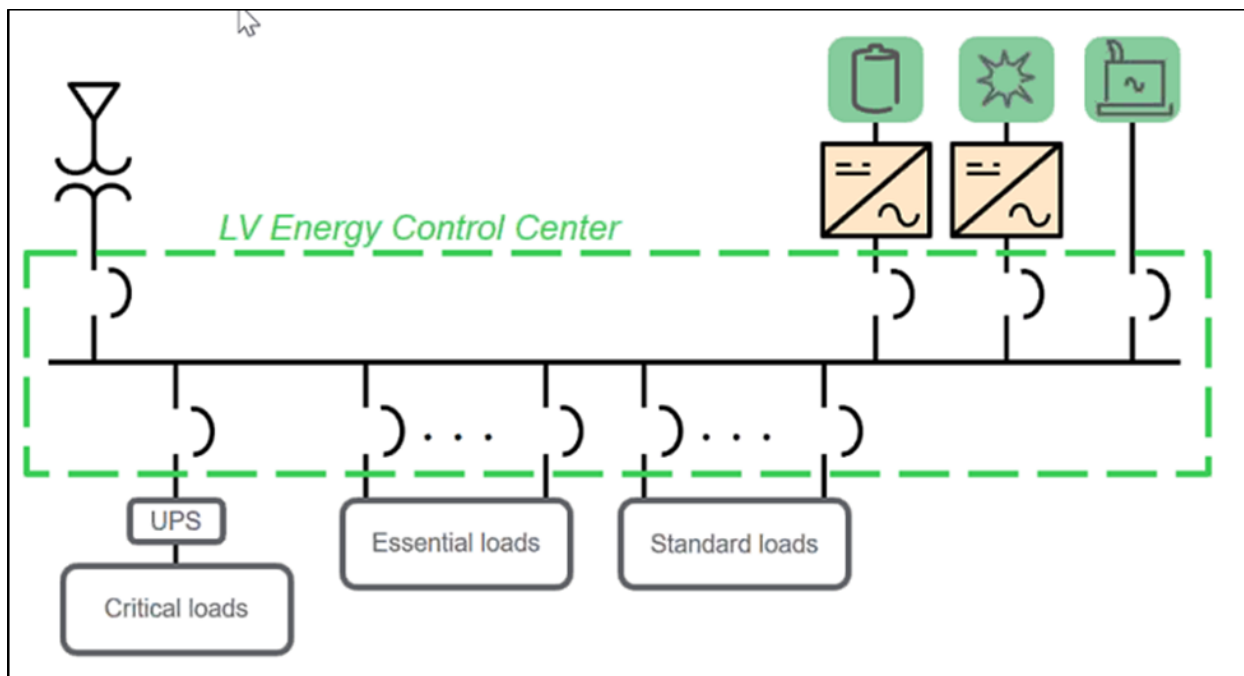 LV Energy Control Center
UPS
Essential loads
Standard loads
Critical loads